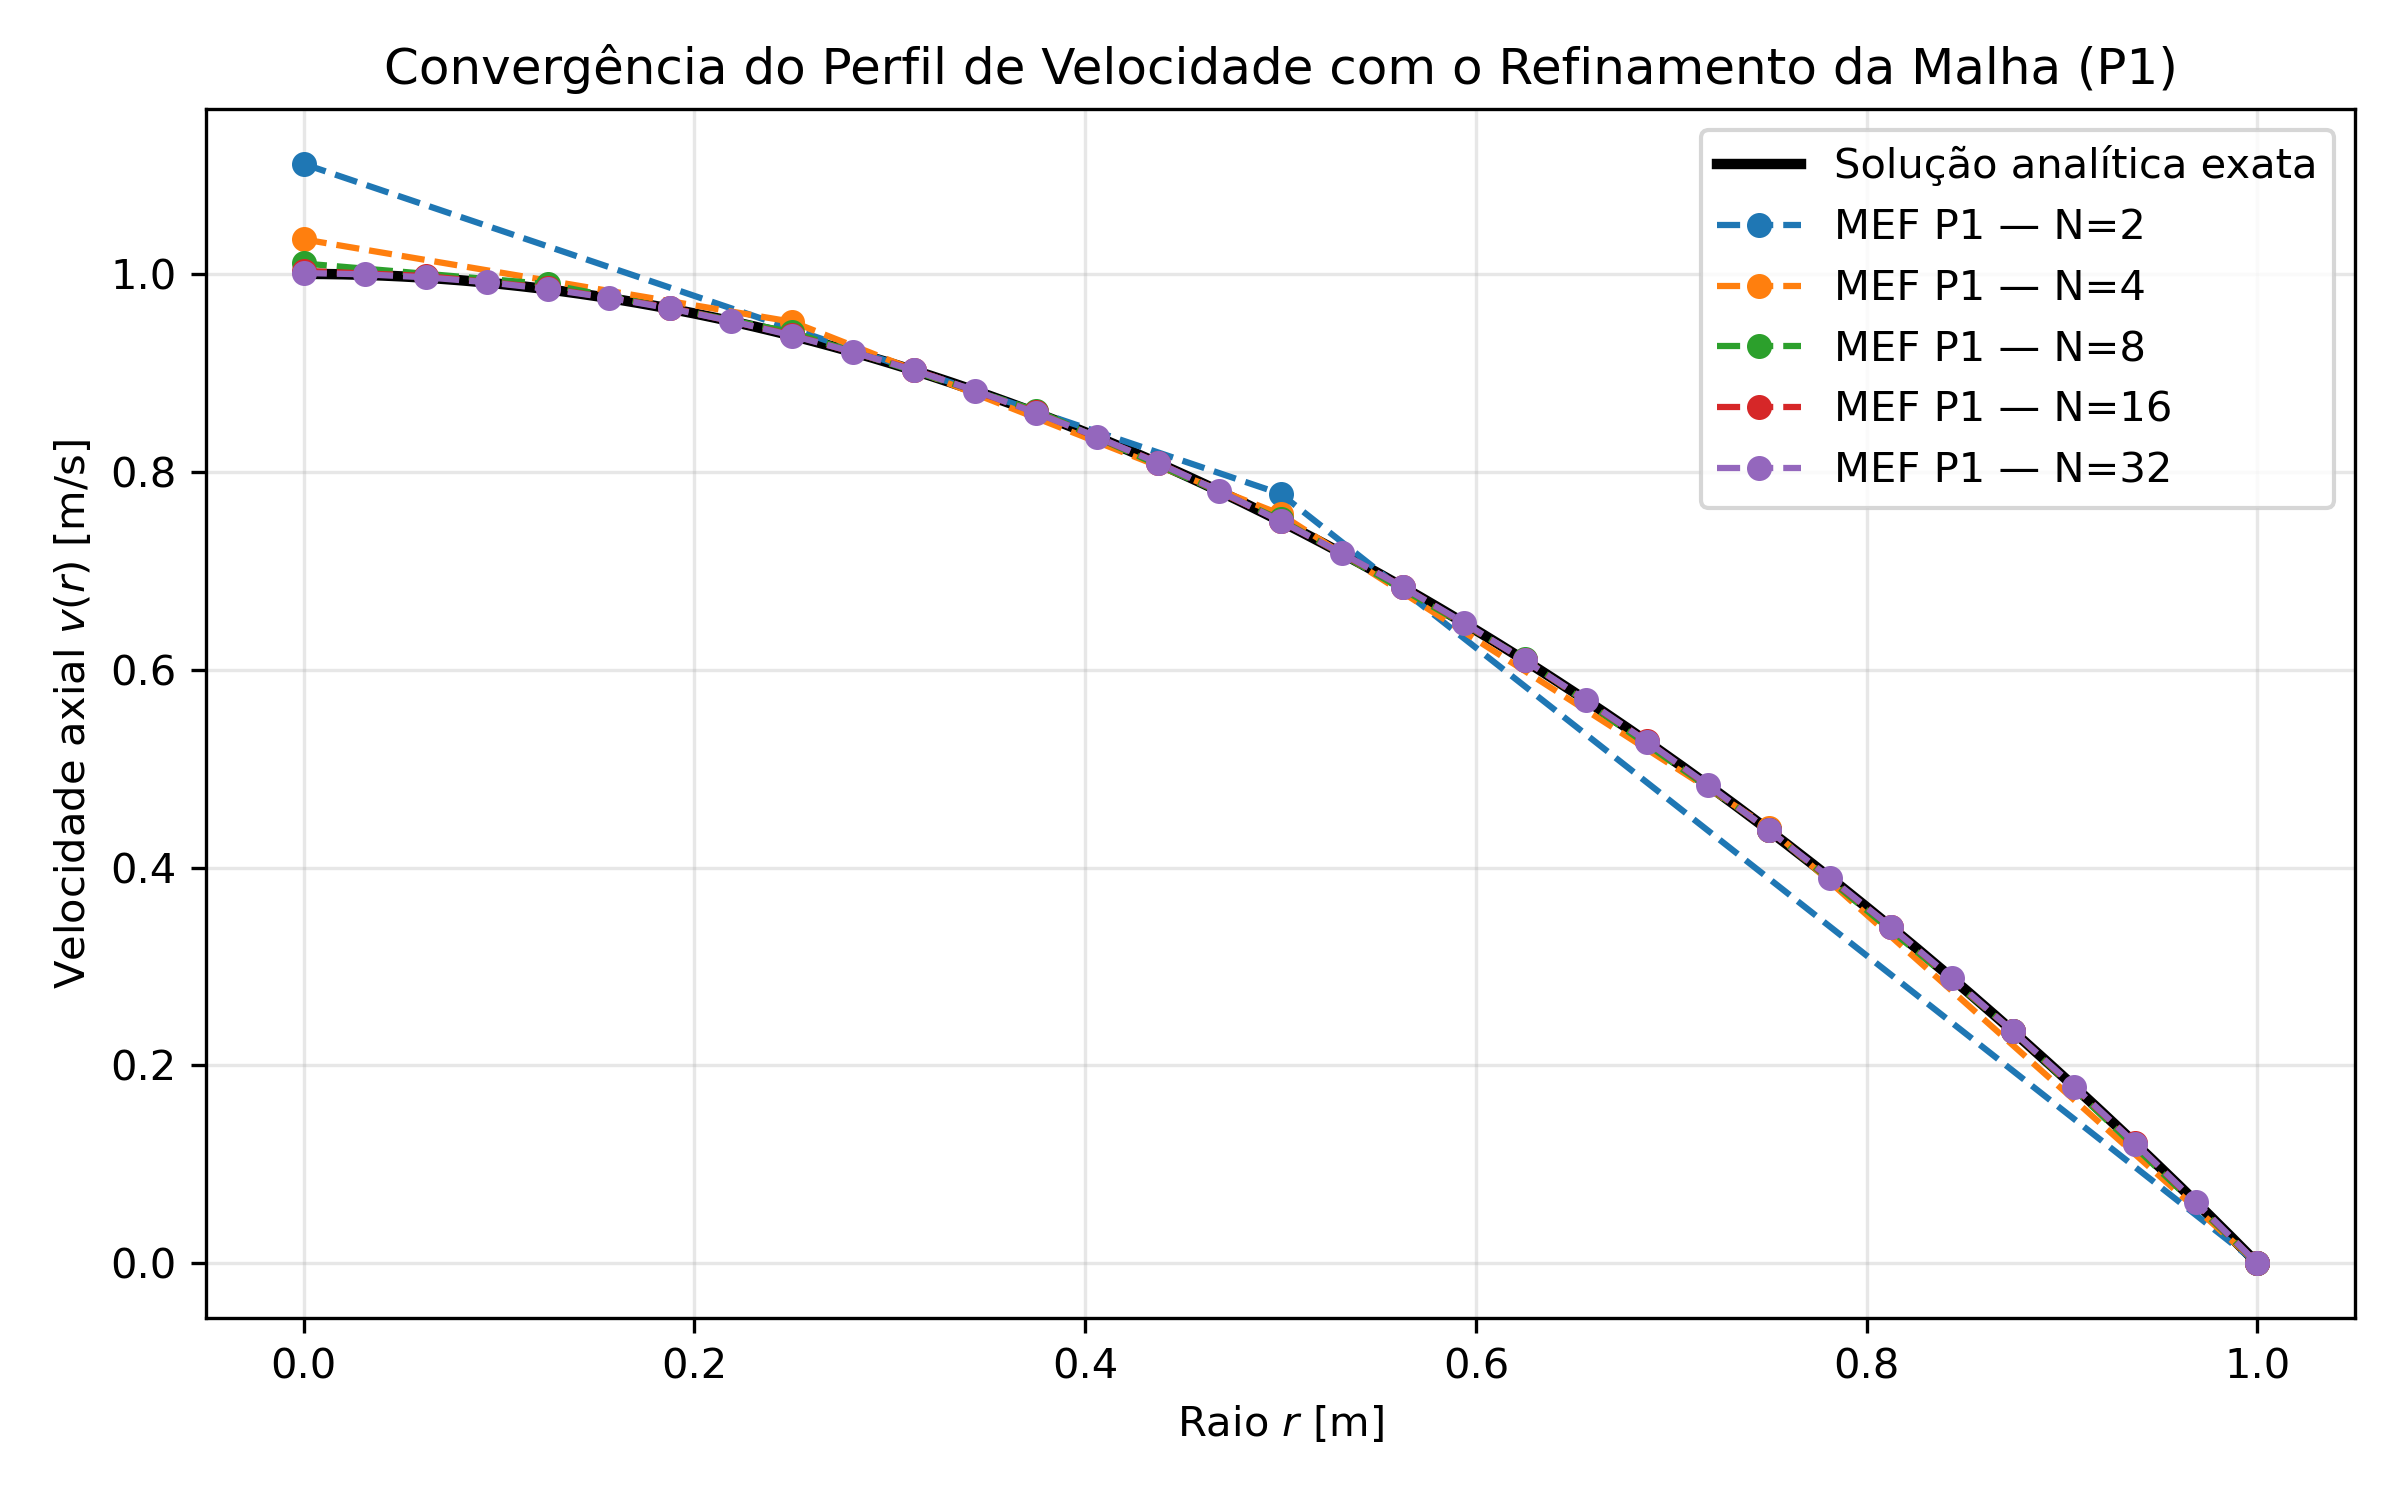 Convergência do Perfil de Velocidade com o Refinamento da Malha (P1)
Solução analítica exata
MEF P1 — N=2
MEF P1 — N=4
MEF P1 — N=8
MEF P1 — N=16
MEF P1 — N=32
Velocidade axial v(r) [m/s]
1.0
0.8
0.6
0.4
0.2
0.0
0.0 0.2 0.4 0.6 0.8 1.0
Raio r [m]